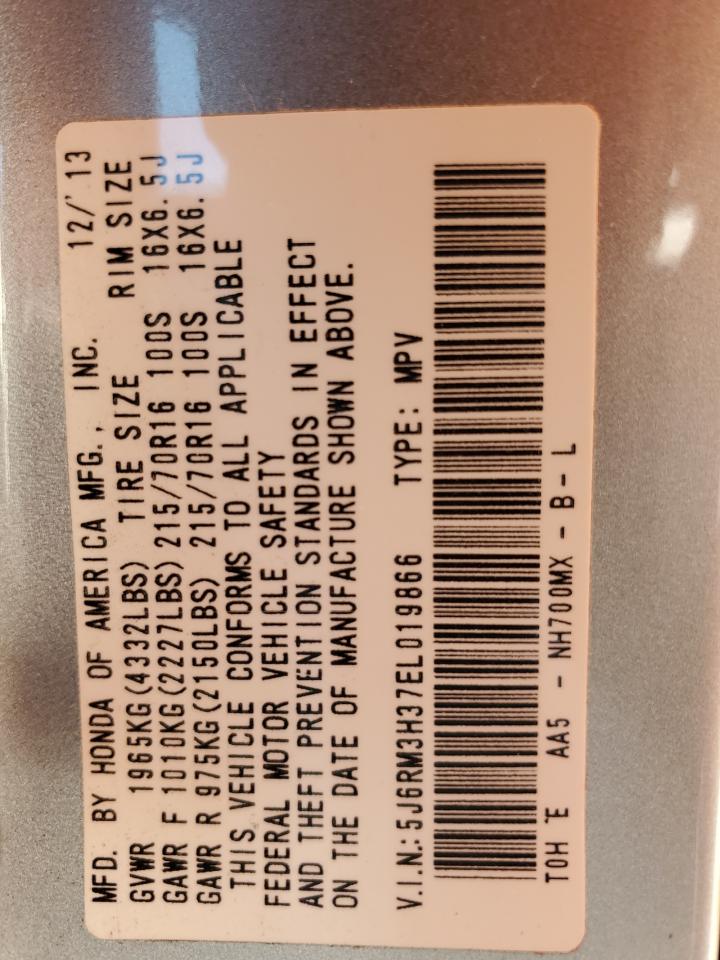 MFD. BY HONDA OF AMERICA MFG., INC. 12/'13
GVWR 1965KG(4332LBS) TIRE SIZE RIM SIZE
GAWR F 1010KG(2227LBS) 215/70R16 100S 16X6.5J
GAWR R 975KG(2150LBS) 215/70R16 100S 16X6.5J
THIS VEHICLE CONFORMS TO ALL APPLICABLE
FEDERAL MOTOR VEHICLE SAFETY
AND THEFT PREVENTION STANDARDS IN EFFECT
ON THE DATE OF MANUFACTURE SHOWN ABOVE.
V.I.N.: 5J6RM3H37EL019866 TYPE: MPV
TOH E AA5 - NH700MX - B - L